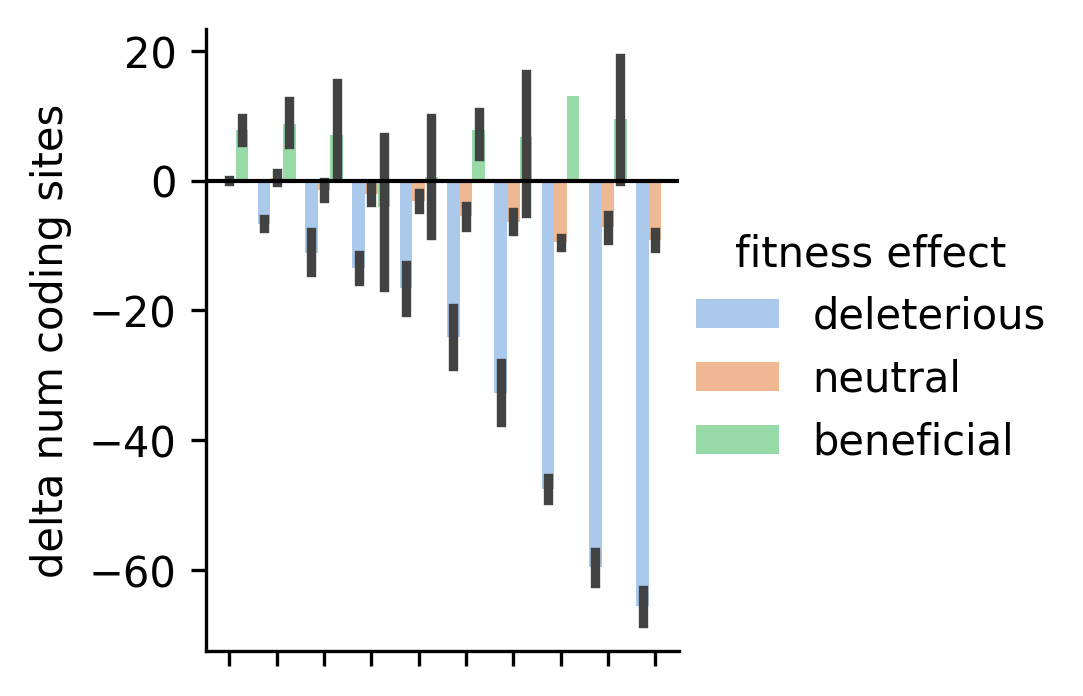 20
0
−20
−40
−60
delta num coding sites
fitness effect
deleterious
neutral
beneficial